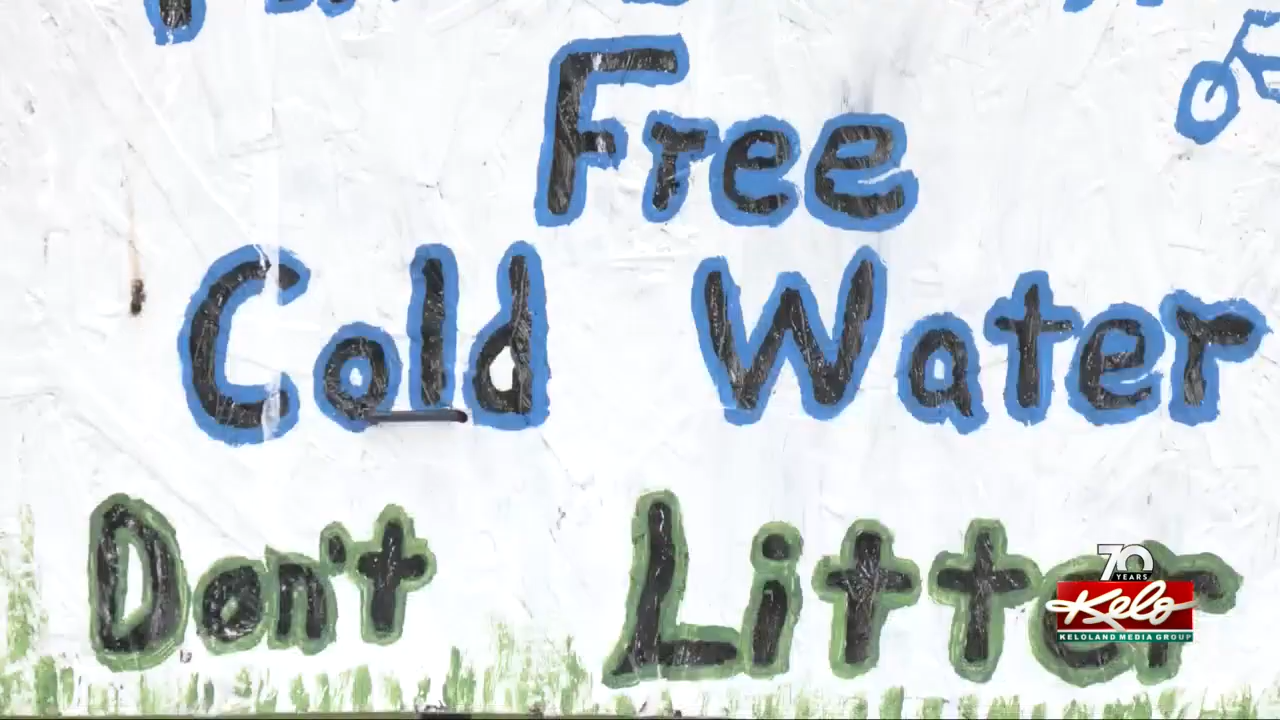 Free
Cold Water
Don't Litter
70
YEARS
Kelo
KELOLAND MEDIA GROUP